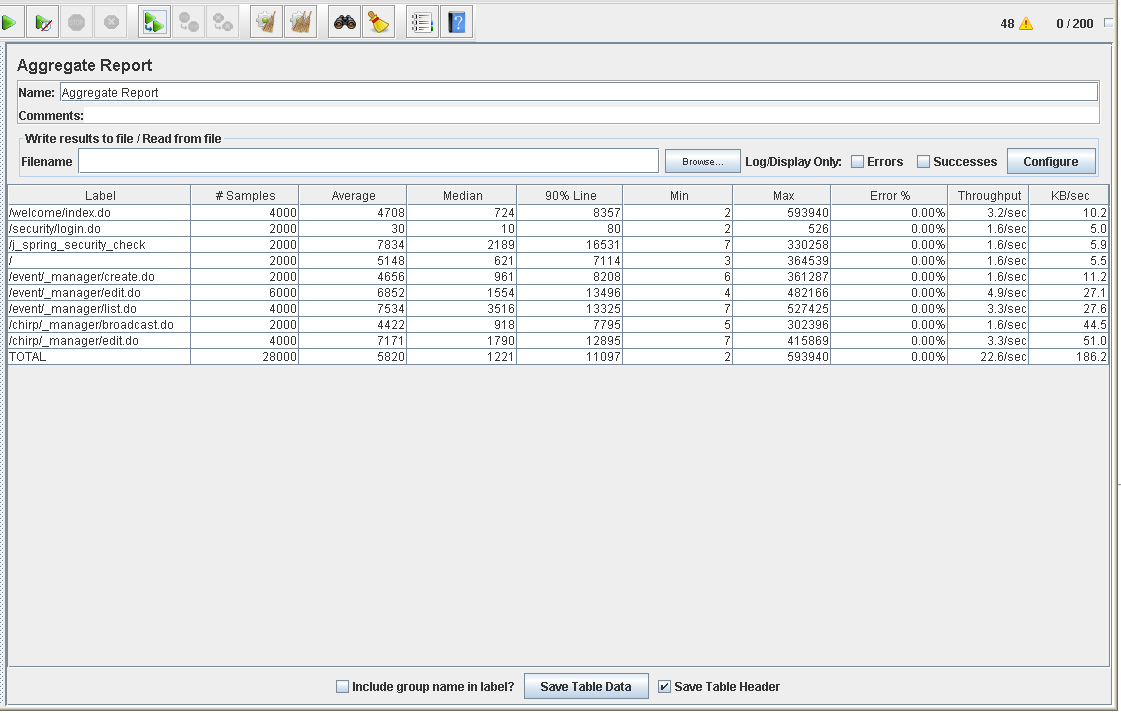 48 0 / 200
Aggregate Report
Name: Aggregate Report
Comments:
Write results to file / Read from file
Filename Browse... Log/Display Only: Errors Successes Configure
Label # Samples Average Median 90% Line Min Max Error % Throughput KB/sec
/welcome/index.do 4000 4708 724 8357 2 593940 0.00% 3.2/sec 10.2
/security/login.do 2000 30 10 80 2 526 0.00% 1.6/sec 5.0
/j_spring_security_check 2000 7834 2189 16531 7 330258 0.00% 1.6/sec 5.9
/ 2000 5148 621 7114 3 364539 0.00% 1.6/sec 5.5
/event/_manager/create.do 2000 4656 961 8208 6 361287 0.00% 1.6/sec 11.2
/event/_manager/edit.do 6000 6852 1554 13496 4 482166 0.00% 4.9/sec 27.1
/event/_manager/list.do 4000 7534 3516 13325 7 527425 0.00% 3.3/sec 27.6
/chirp/_manager/broadcast.do 2000 4422 918 7795 5 302396 0.00% 1.6/sec 44.5
/chirp/_manager/edit.do 4000 7171 1790 12895 7 415869 0.00% 3.3/sec 51.0
TOTAL 28000 5820 1221 11097 2 593940 0.00% 22.6/sec 186.2
Include group name in label? Save Table Data Save Table Header